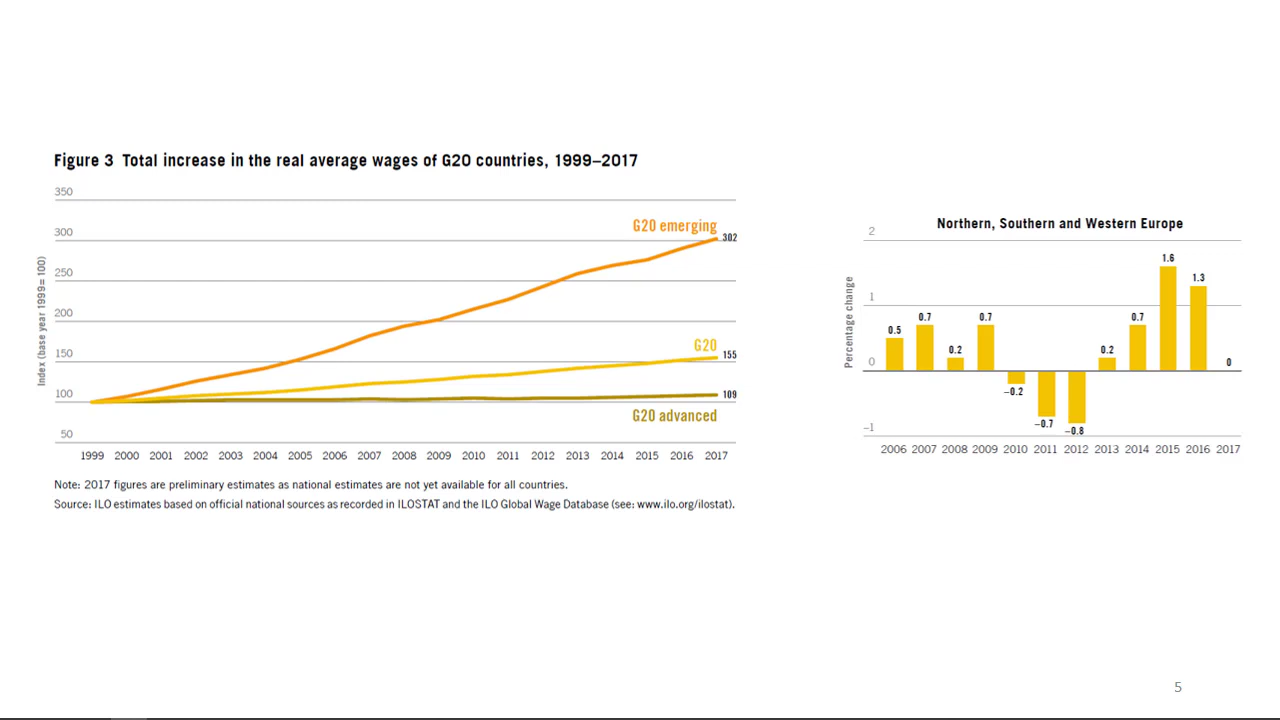 Figure 3 Total increase in the real average wages of G20 countries, 1999–2017
350
300
250
200
150
100
50
Index (base year 1999=100)
G20 emerging
302
G20
155
109
G20 advanced
1999 2000 2001 2002 2003 2004 2005 2006 2007 2008 2009 2010 2011 2012 2013 2014 2015 2016 2017
Note: 2017 figures are preliminary estimates as national estimates are not yet available for all countries.
Source: ILO estimates based on official national sources as recorded in ILOSTAT and the ILO Global Wage Database (see: www.ilo.org/ilostat).
Northern, Southern and Western Europe
2
1
0
–1
Percentage change
0.5
0.7
0.2
0.7
–0.2
–0.7
–0.8
0.2
0.7
1.6
1.3
0
2006 2007 2008 2009 2010 2011 2012 2013 2014 2015 2016 2017
5